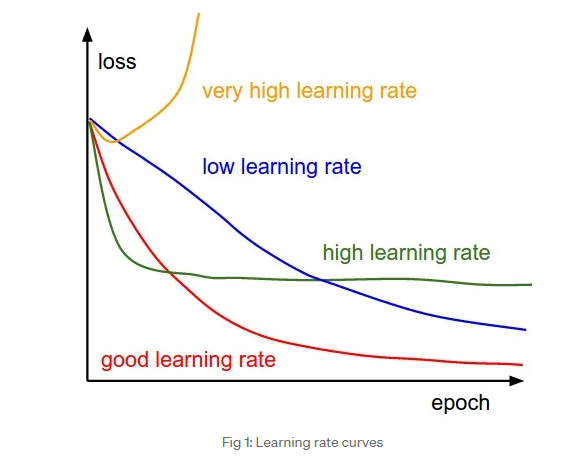 loss
very high learning rate
low learning rate
high learning rate
good learning rate
epoch
Fig 1: Learning rate curves